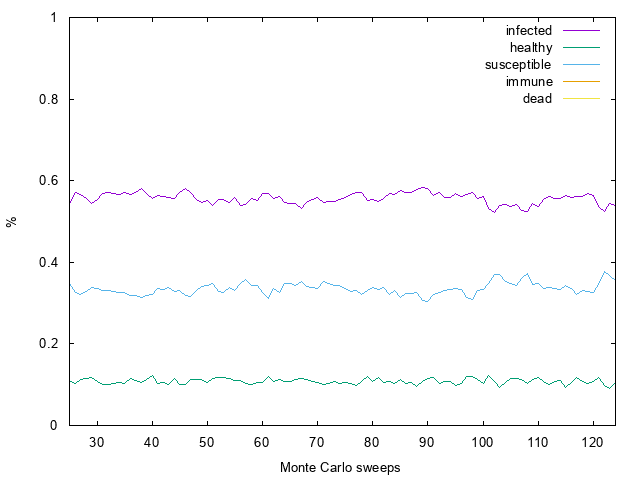 1
0.8
0.6
0.4
0.2
0
%
30 40 50 60 70 80 90 100 110 120
Monte Carlo sweeps
infected
healthy
susceptible
immune
dead